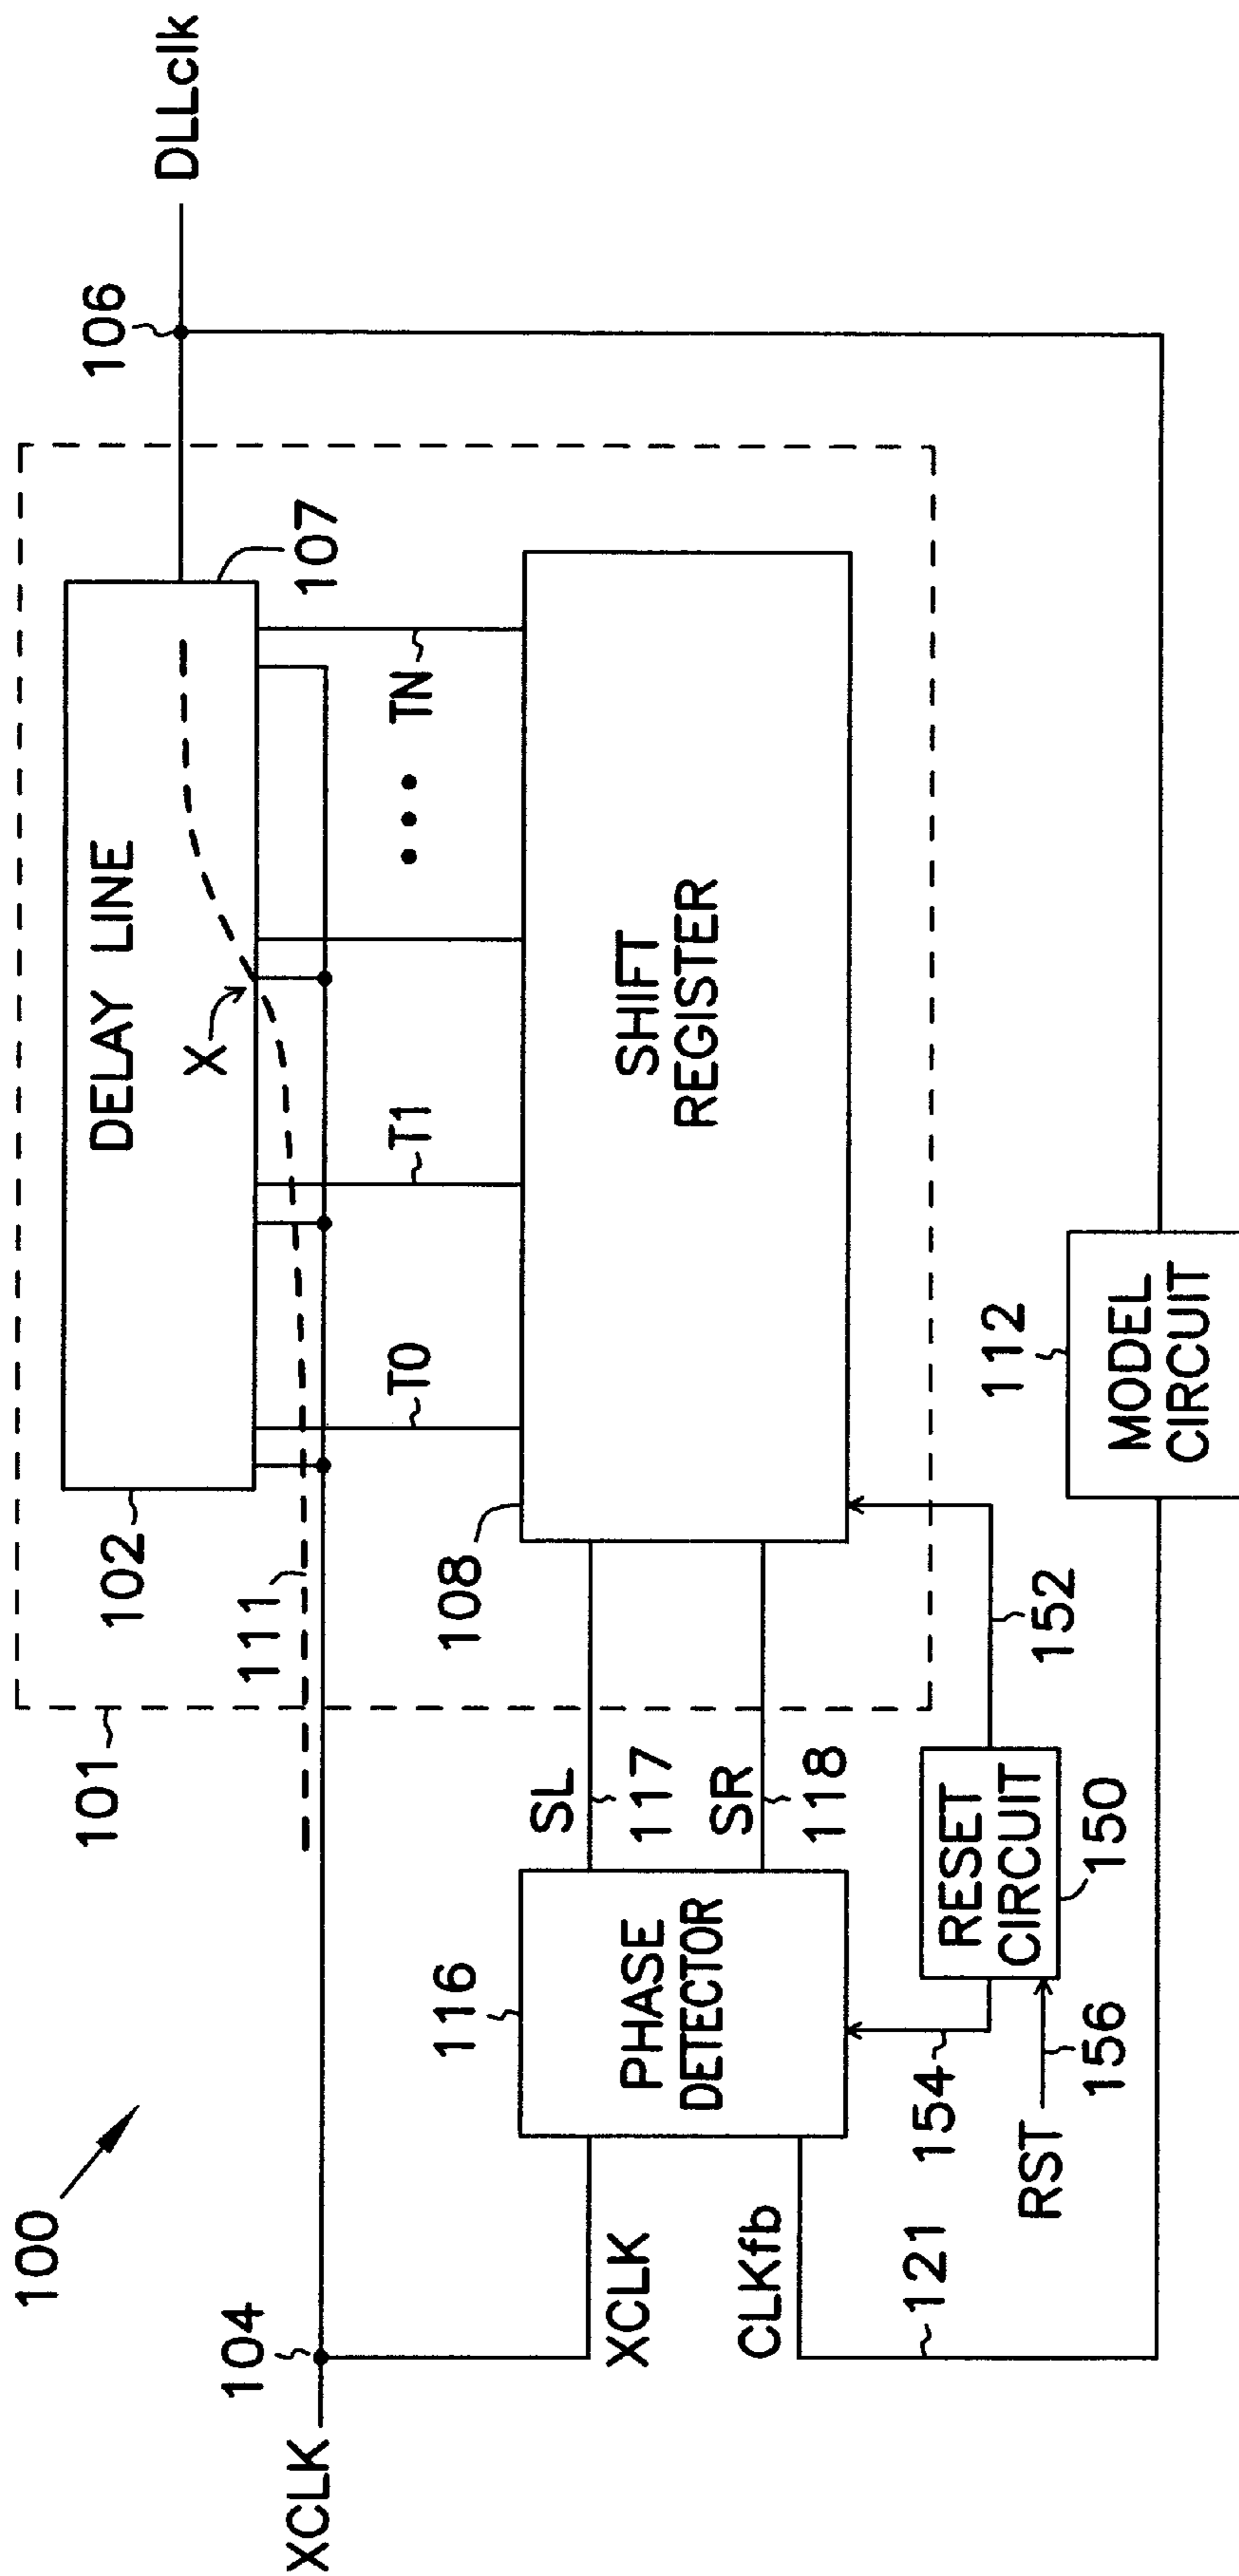 100
XCLK
104
XCLK
CLKfb
121
101
111
102
DELAY LINE
X
107
106
DLLclk
T0
T1
TN
108
SHIFT
REGISTER
116
PHASE
DETECTOR
SL
117
SR
118
154
RST
156
RESET
CIRCUIT
150
152
112
MODEL
CIRCUIT